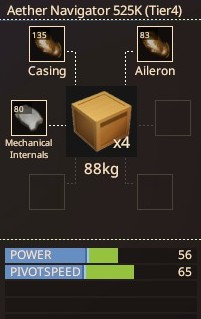 Aether Navigator 525K (Tier4)
135
83
Casing
Aileron
80
x4
Mechanical
Internals
88kg
POWER 56
PIVOTSPEED 65